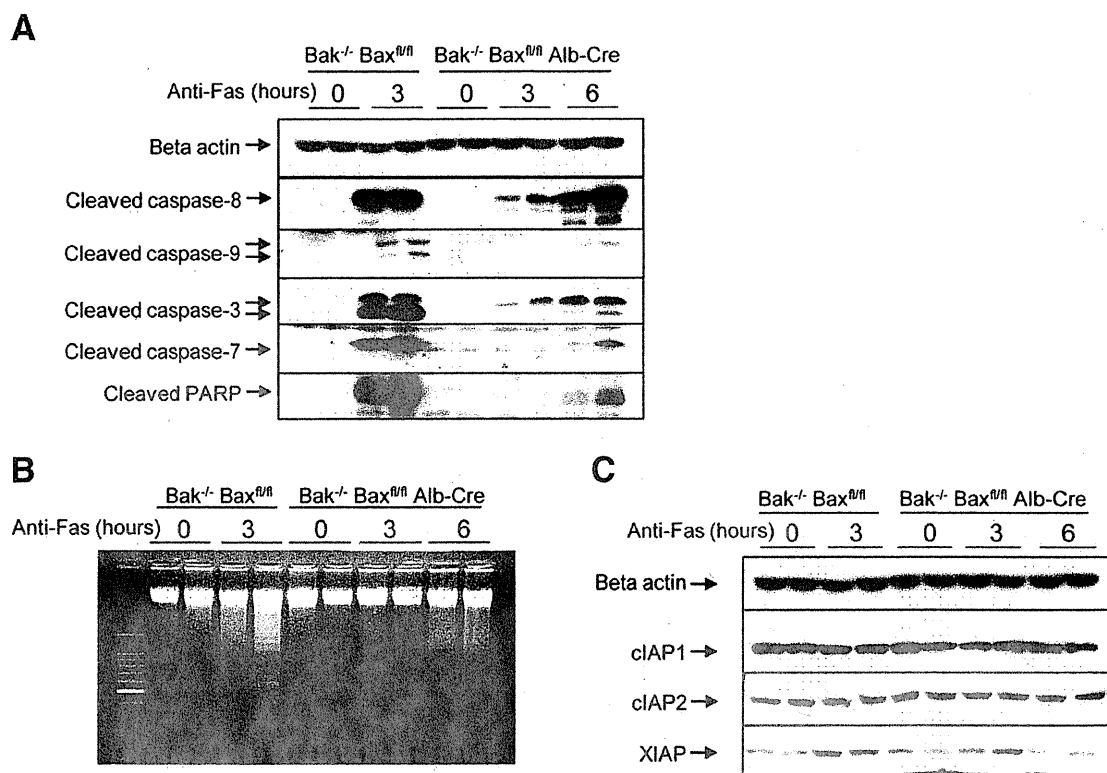 A
Bak-/- Baxfl/fl Bak-/- Baxfl/fl Alb-Cre
Anti-Fas (hours) 0 3 0 3 6
Beta actin
Cleaved caspase-8
Cleaved caspase-9
Cleaved caspase-3
Cleaved caspase-7
Cleaved PARP
B
Bak-/- Baxfl/fl Bak-/- Baxfl/fl Alb-Cre
Anti-Fas (hours) 0 3 0 3 6
C
Bak-/- Baxfl/fl Bak-/- Baxfl/fl Alb-Cre
Anti-Fas (hours) 0 3 0 3 6
Beta actin
cIAP1
cIAP2
XIAP